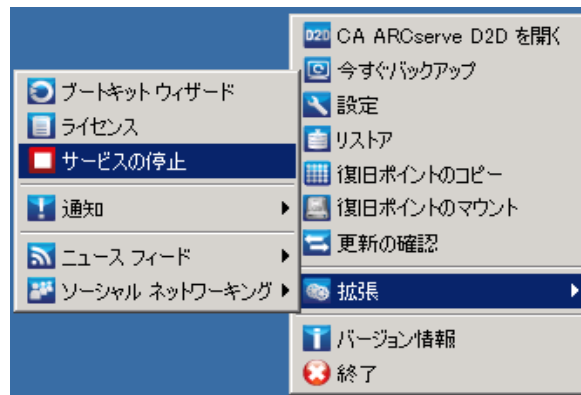 D2D CA ARCserve D2D を開く
今すぐバックアップ
設定
リストア
復旧ポイントのコピー
復旧ポイントのマウント
更新の確認
拡張
バージョン情報
終了
ブートキット ウィザード
ライセンス
サービスの停止
通知
ニュース フィード
ソーシャル ネットワーキング